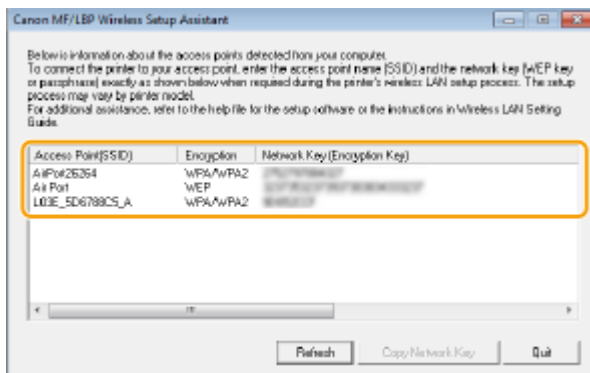 Canon MF/LBP Wireless Setup Assistant
Below is information about the access points detected from your computer.
To connect the printer to your access point, enter the access point name (SSID) and the network key (WEP key
or passphrase) exactly as shown below when required during the printer's wireless LAN setup process. The setup
process may vary by printer model.
For additional assistance, refer to the help file for the setup software or the instructions in Wireless LAN Setting
Guide.
Access Point(SSID) Encryption Network Key (Encryption Key)
AirPort26264 WPA/WPA2
Air Port WEP
L03E_5D6788C5_A WPA/WPA2
Refresh Copy Network Key Quit